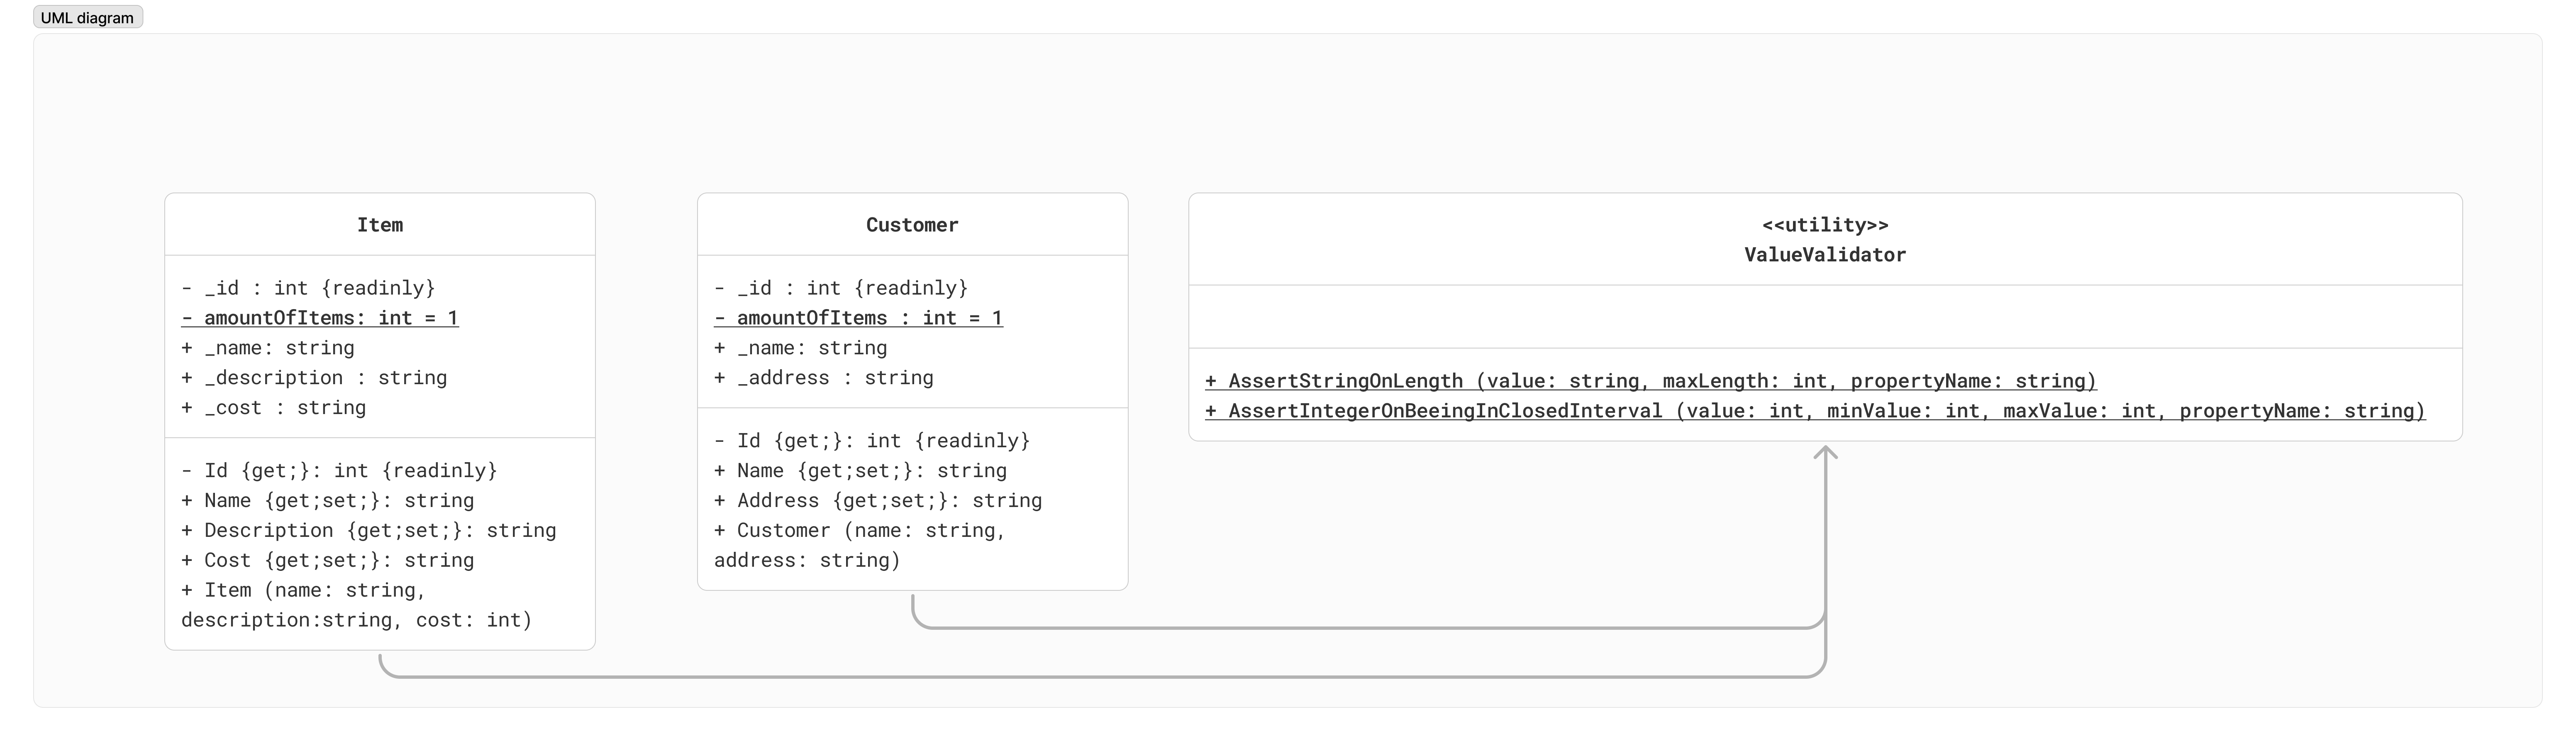 UML diagram
Item
- _id : int {readinly}
- amountOfItems: int = 1
+ _name: string
+ _description : string
+ _cost : string
- Id {get;}: int {readinly}
+ Name {get;set;}: string
+ Description {get;set;}: string
+ Cost {get;set;}: string
+ Item (name: string,
description:string, cost: int)
Customer
- _id : int {readinly}
- amountOfItems : int = 1
+ _name: string
+ _address : string
- Id {get;}: int {readinly}
+ Name {get;set;}: string
+ Address {get;set;}: string
+ Customer (name: string,
address: string)
<<utility>>
ValueValidator
+ AssertStringOnLength (value: string, maxLength: int, propertyName: string)
+ AssertIntegerOnBeeingInClosedInterval (value: int, minValue: int, maxValue: int, propertyName: string)